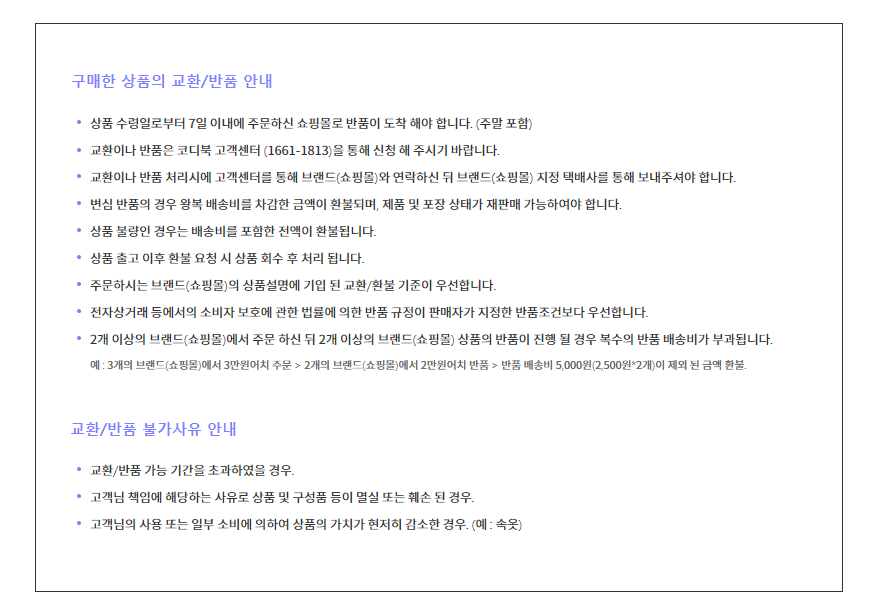 구매한 상품의 교환/반품 안내
• 상품 수령일로부터 7일 이내에 주문하신 쇼핑몰로 반품이 도착 해야 합니다. (주말 포함)
• 교환이나 반품은 코디북 고객센터 (1661-1813)을 통해 신청 해 주시기 바랍니다.
• 교환이나 반품 처리시에 고객센터를 통해 브랜드(쇼핑몰)와 연락하신 뒤 브랜드(쇼핑몰) 지정 택배사를 통해 보내주셔야 합니다.
• 변심 반품의 경우 왕복 배송비를 차감한 금액이 환불되며, 제품 및 포장 상태가 재판매 가능하여야 합니다.
• 상품 불량인 경우는 배송비를 포함한 전액이 환불됩니다.
• 상품 출고 이후 환불 요청 시 상품 회수 후 처리 됩니다.
• 주문하시는 브랜드(쇼핑몰)의 상품설명에 기입 된 교환/환불 기준이 우선합니다.
• 전자상거래 등에서의 소비자 보호에 관한 법률에 의한 반품 규정이 판매자가 지정한 반품조건보다 우선합니다.
• 2개 이상의 브랜드(쇼핑몰)에서 주문 하신 뒤 2개 이상의 브랜드(쇼핑몰) 상품의 반품이 진행 될 경우 복수의 반품 배송비가 부과됩니다.
예 : 3개의 브랜드(쇼핑몰)에서 3만원어치 주문 > 2개의 브랜드(쇼핑몰)에서 2만원어치 반품 > 반품 배송비 5,000원(2,500원*2개)이 제외 된 금액 환불.
교환/반품 불가사유 안내
• 교환/반품 가능 기간을 초과하였을 경우.
• 고객님 책임에 해당하는 사유로 상품 및 구성품 등이 멸실 또는 훼손 된 경우.
• 고객님의 사용 또는 일부 소비에 의하여 상품의 가치가 현저히 감소한 경우. (예 : 속옷)